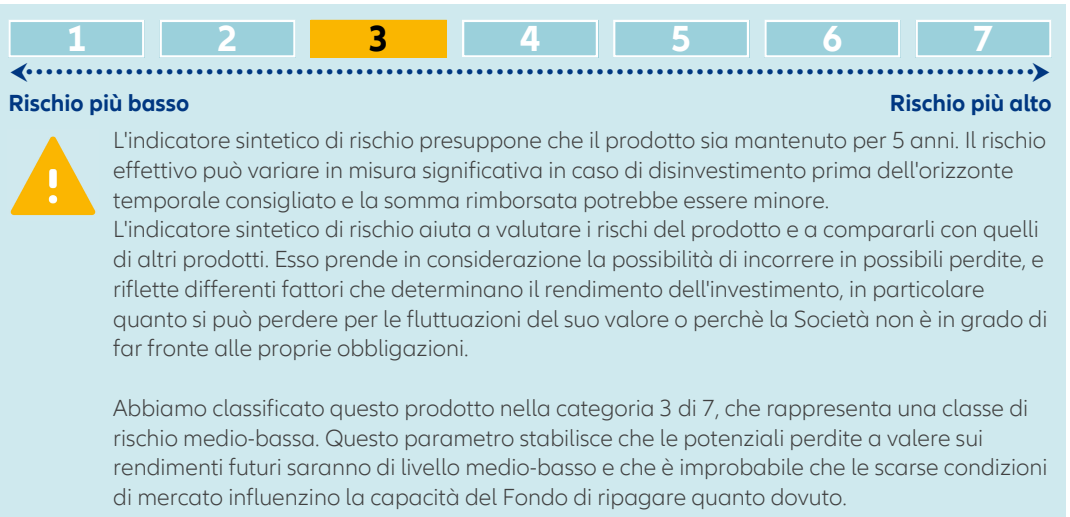 1 2 3 4 5 6 7
Rischio più basso Rischio più alto
L'indicatore sintetico di rischio presuppone che il prodotto sia mantenuto per 5 anni. Il rischio
effettivo può variare in misura significativa in caso di disinvestimento prima dell'orizzonte
temporale consigliato e la somma rimborsata potrebbe essere minore.
L'indicatore sintetico di rischio aiuta a valutare i rischi del prodotto e a compararli con quelli
di altri prodotti. Esso prende in considerazione la possibilità di incorrere in possibili perdite, e
riflette differenti fattori che determinano il rendimento dell'investimento, in particolare
quanto si può perdere per le fluttuazioni del suo valore o perchè la Società non è in grado di
far fronte alle proprie obbligazioni.
Abbiamo classificato questo prodotto nella categoria 3 di 7, che rappresenta una classe di
rischio medio-bassa. Questo parametro stabilisce che le potenziali perdite a valere sui
rendimenti futuri saranno di livello medio-basso e che è improbabile che le scarse condizioni
di mercato influenzino la capacità del Fondo di ripagare quanto dovuto.